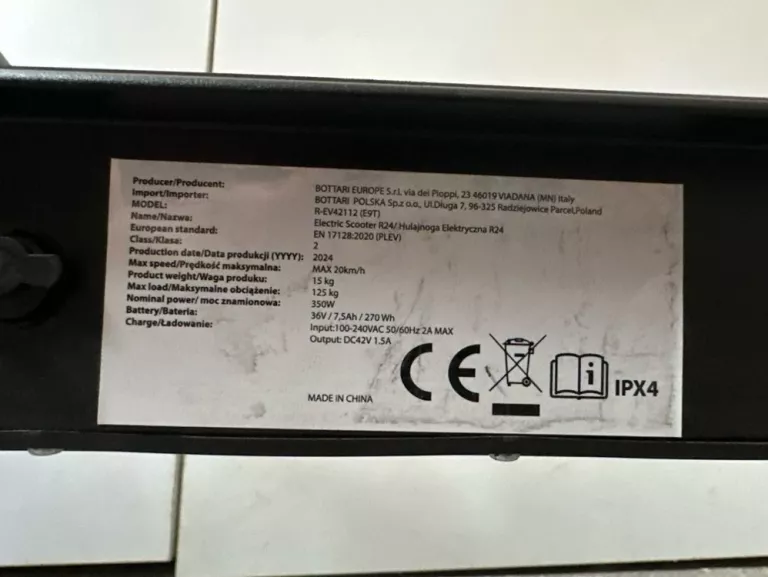 Producer/Producent: BOTTARI EUROPE S.r.l. via dei Pioppi, 23 46019 VIADANA (MN) Italy
Import/Importer: BOTTARI POLSKA Sp.z o.o., Ul.Dluga 7, 96-325 Radziejowice Parcel,Poland
MODEL: R-EV42112 (E9T)
Name/Nazwa: Electric Scooter R24/ Hulajnoga Elektryczna R24
European standard: EN 17128:2020 (PLEV)
Class/Klasa: 2
Production date/Data produkcji (YYYY): 2024
Max speed/Prędkość maksymalna: MAX 20km/h
Product weight/Waga produku: 15 kg
Max load/Maksymalne obciążenie: 125 kg
Nominal power/ moc znamionowa: 350W
Battery/Bateria: 36V / 7,5Ah / 270 Wh
Charge/Ładowanie: Input:100-240VAC 50/60Hz 2A MAX
Output: DC42V 1.5A
CE
IPX4
MADE IN CHINA